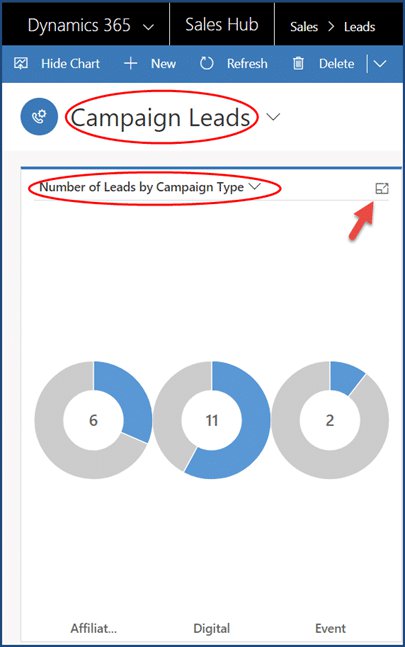 Dynamics 365 Sales Hub Sales > Leads
Hide Chart New Refresh Delete
Campaign Leads
Number of Leads by Campaign Type
6 11 2
Affiliat... Digital Event